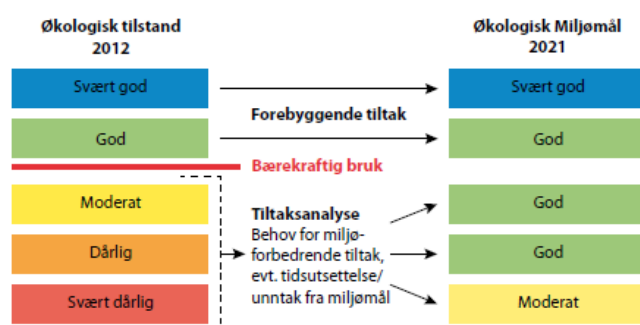 Økologisk tilstand
2012
Økologisk Miljømål
2021
Svært god
Svært god
Forebyggende tiltak
God
God
Bærekraftig bruk
Moderat
Dårlig
Svært dårlig
Tiltaksanalyse
Behov for miljø-
forbedrende tiltak,
evt. tidsutsettelse/
unntak fra miljømål
God
God
Moderat